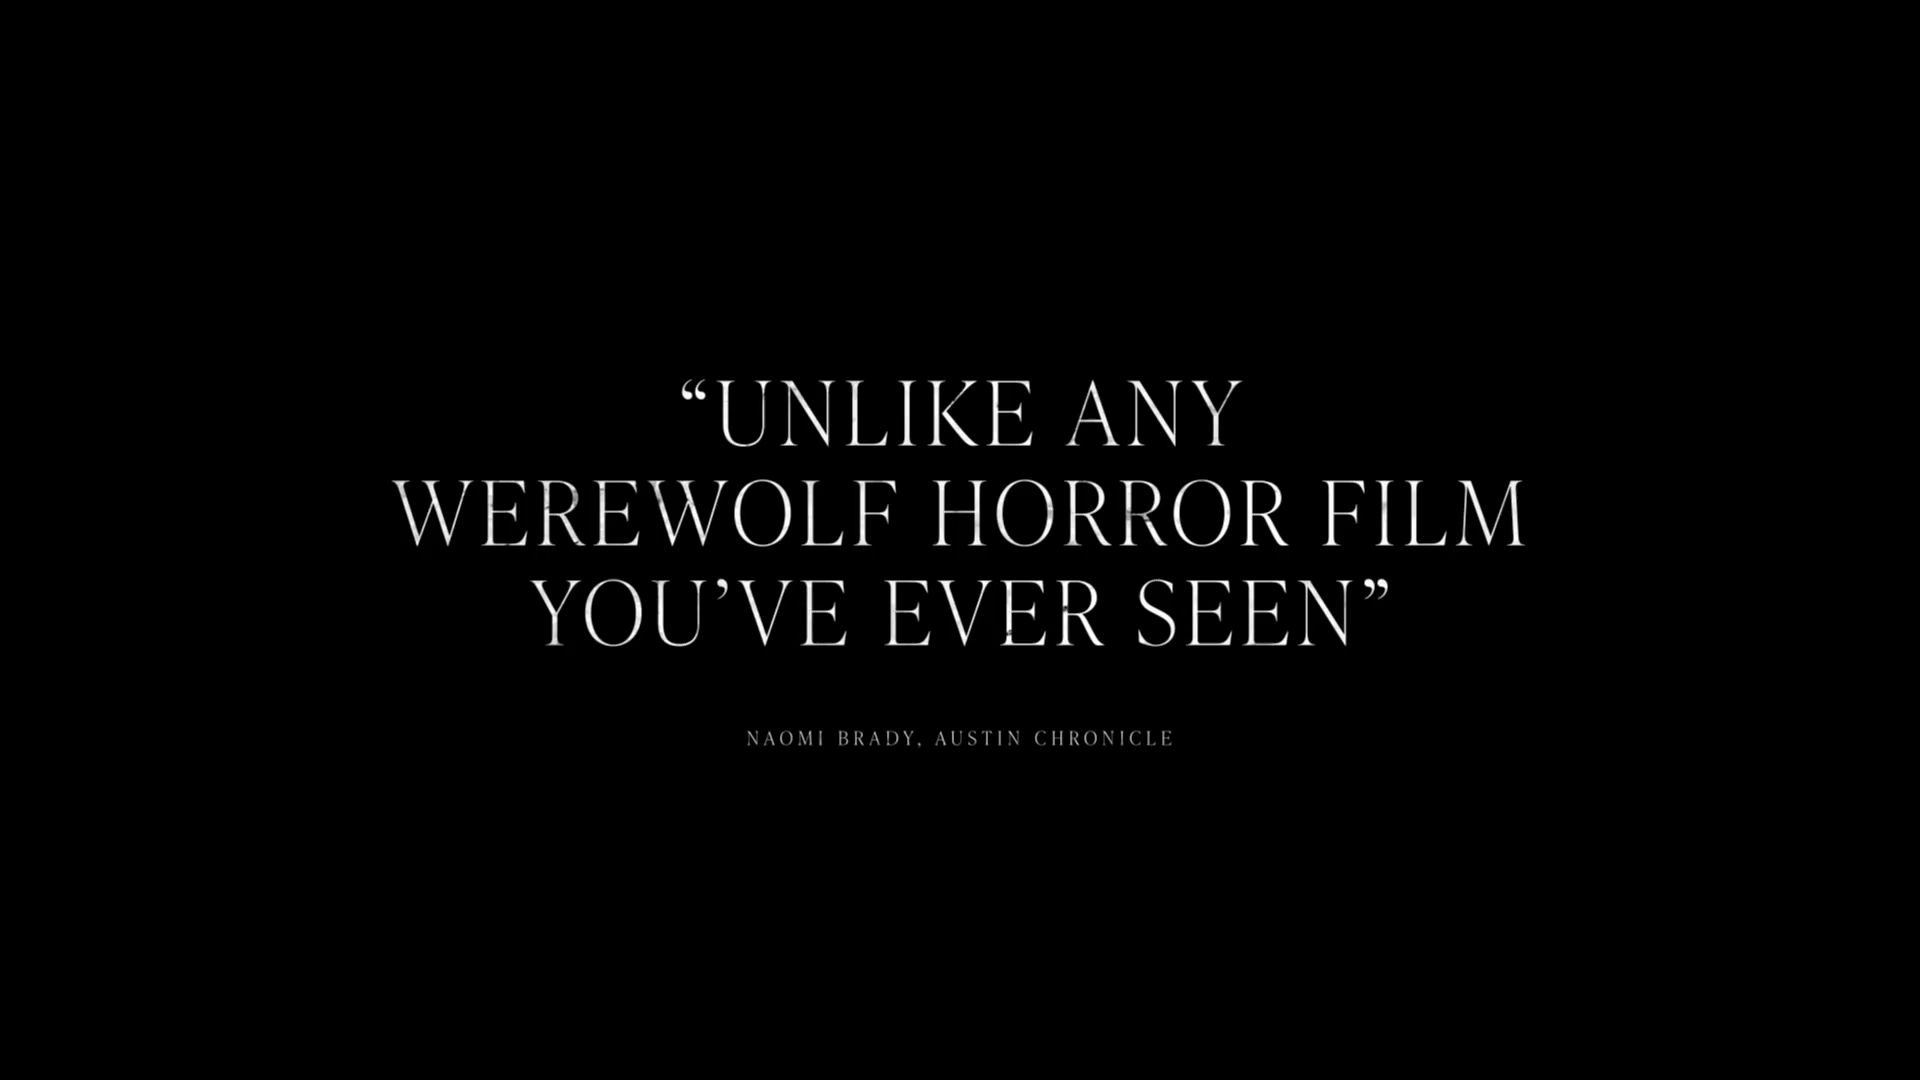 “UNLIKE ANY
WEREWOLF HORROR FILM
YOU’VE EVER SEEN”
NAOMI BRADY, AUSTIN CHRONICLE